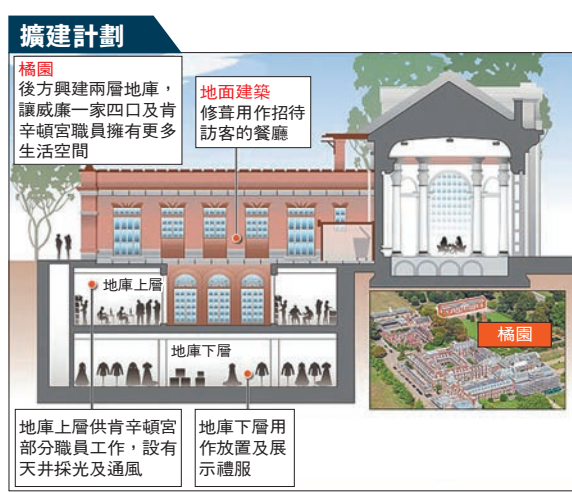 擴建計劃
橘園
後方興建兩層地庫，
讓威廉一家四口及肯
辛頓宮職員擁有更多
生活空間
地面建築
修葺用作招待
訪客的餐廳
地庫上層
地庫下層
橘園
地庫上層供肯辛頓宮
部分職員工作，設有
天井採光及通風
地庫下層用
作放置及展
示禮服